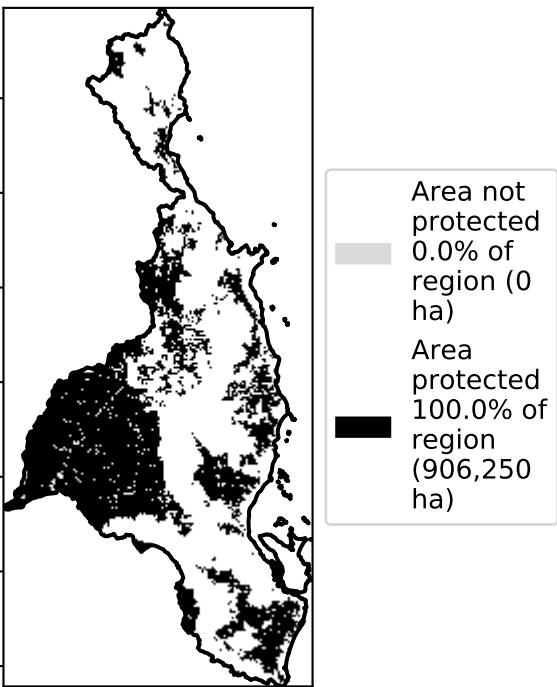 Area not
protected
0.0% of
region (0
ha)
Area
protected
100.0% of
region
(906,250
ha)